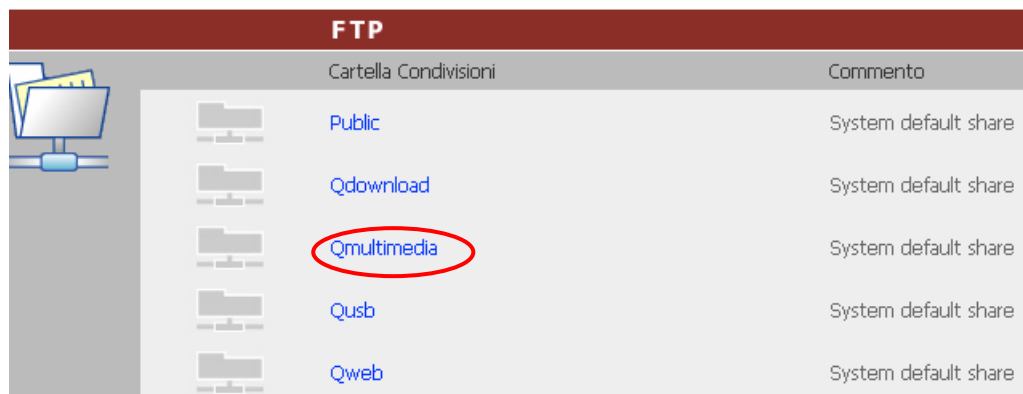 FTP
Cartella Condivisioni Commento
Public System default share
Qdownload System default share
Qmultimedia System default share
Qusb System default share
Qweb System default share